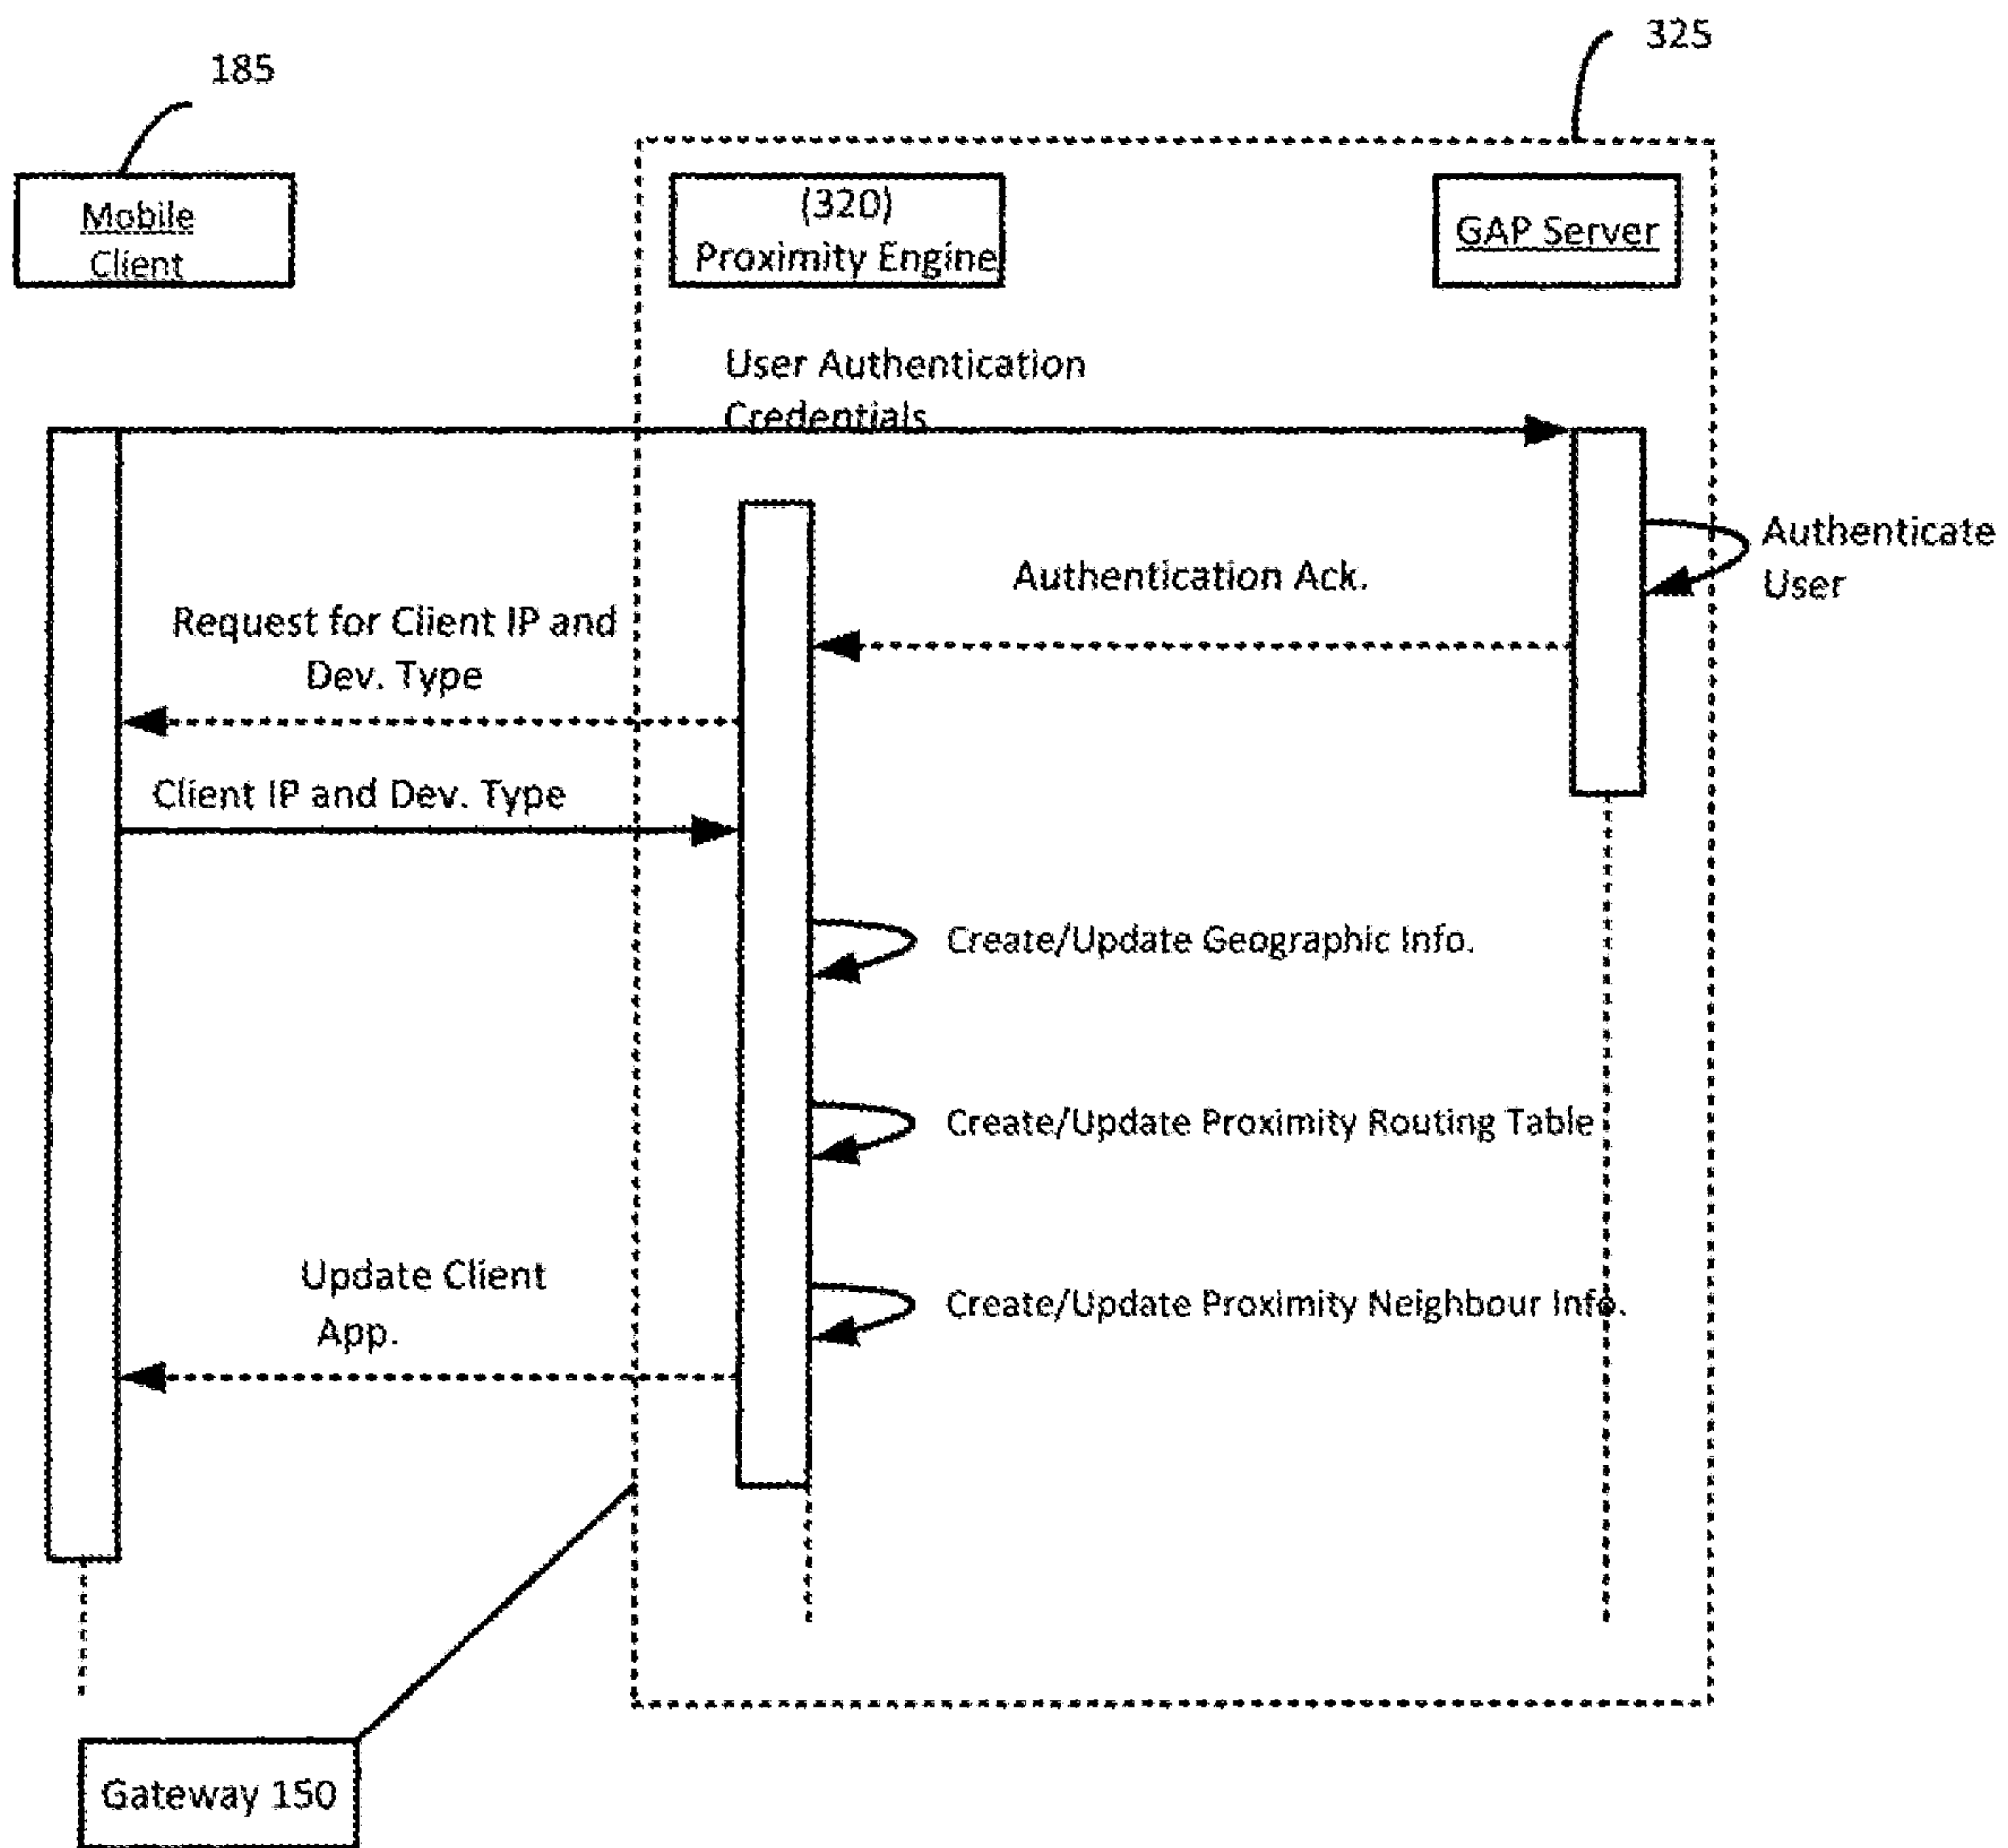 325
185
Mobile
Client
(320)
Proximity Engine
GAP Server
User Authentication
Credentials
Authenticate
User
Authentication Ack.
Request for Client IP and
Dev. Type
Client IP and Dev. Type
Create/Update Geographic Info.
Create/Update Proximity Routing Table
Update Client
App.
Create/Update Proximity Neighbour Info.
Gateway 150